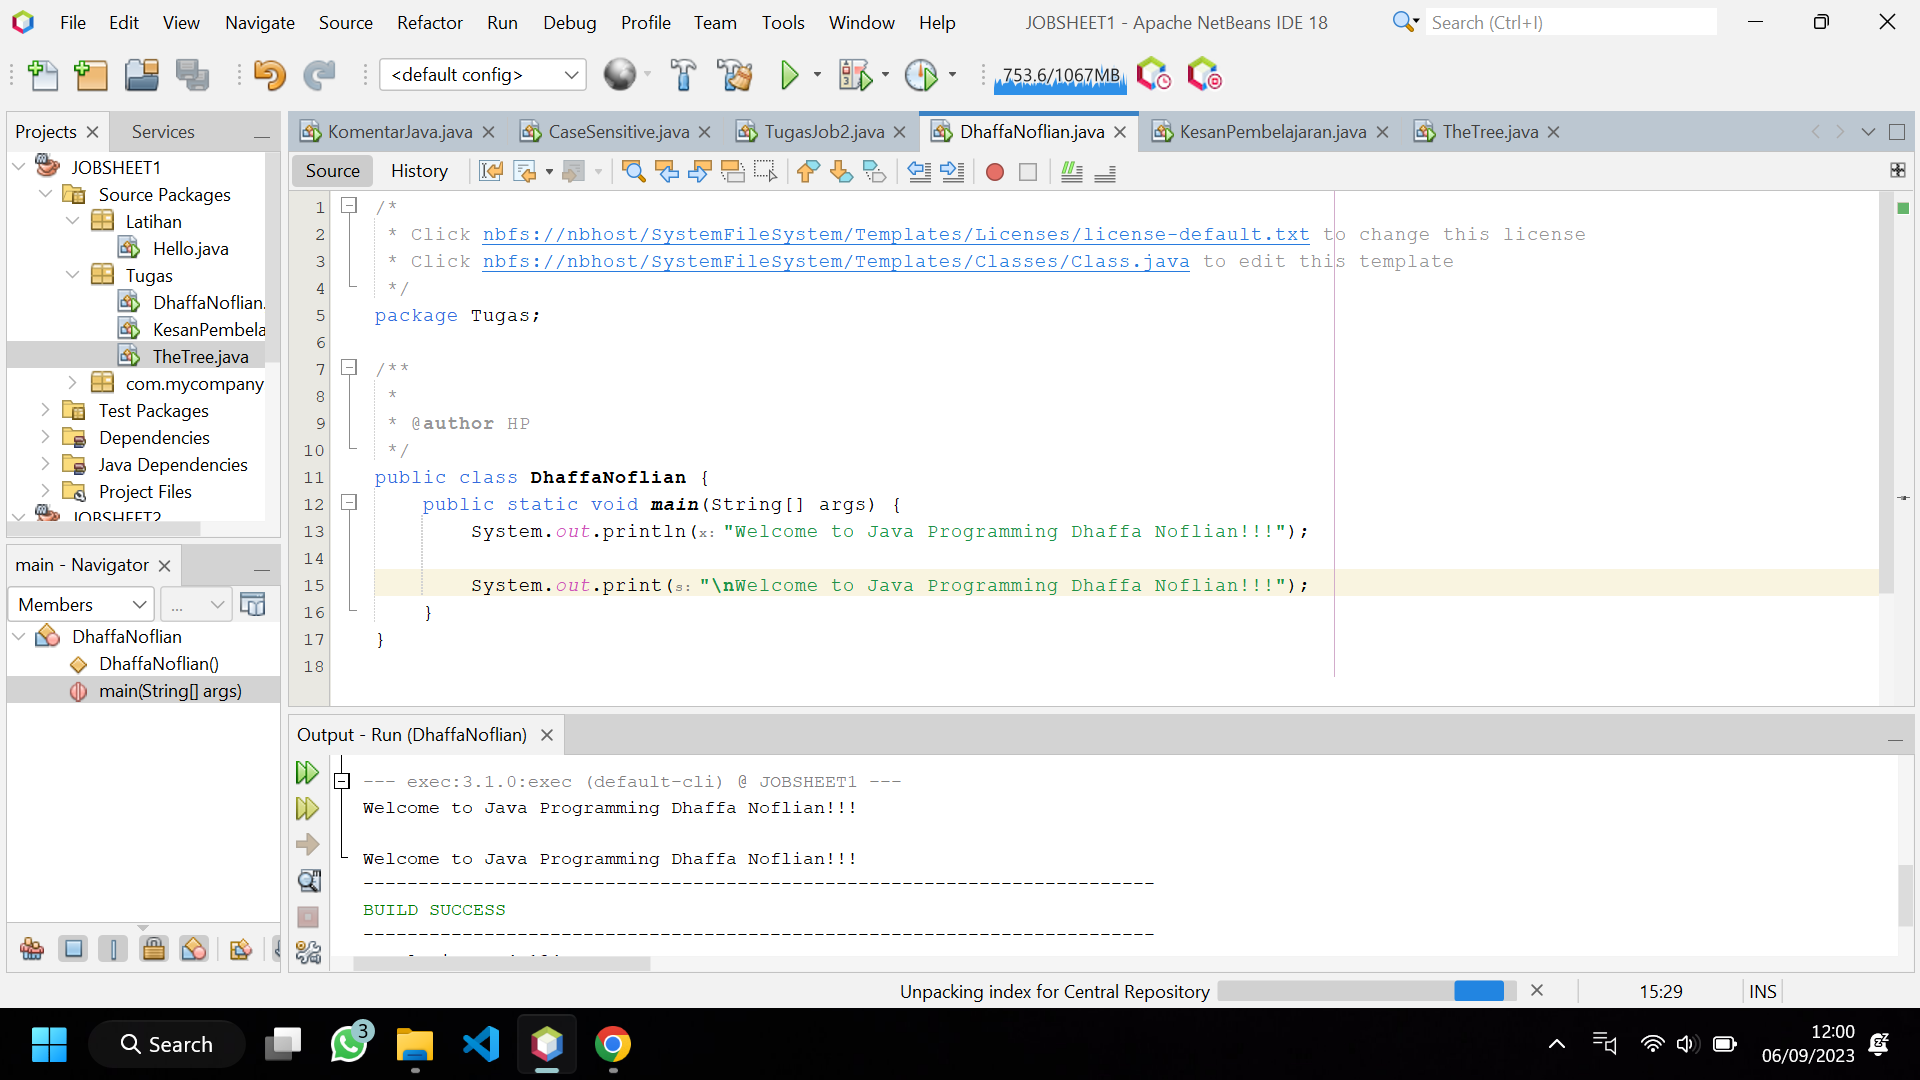 File Edit View Navigate Source Refactor Run Debug Profile Team Tools Window Help JOBSHEET1 - Apache NetBeans IDE 18 Search (Ctrl+I)
<default config> 753.6/1067MB
Projects Services
KomentarJava.java CaseSensitive.java TugasJob2.java DhaffaNoflian.java KesanPembelajaran.java TheTree.java
Source History
JOBSHEET1
Source Packages
Latihan
Hello.java
Tugas
DhaffaNoflian.
KesanPembela
TheTree.java
com.mycompany
Test Packages
Dependencies
Java Dependencies
Project Files
JOBSHEET2
1 /*
2 * Click nbfs://nbhost/SystemFileSystem/Templates/Licenses/license-default.txt to change this license
3 * Click nbfs://nbhost/SystemFileSystem/Templates/Classes/Class.java to edit this template
4 */
5 package Tugas;
6
7 /**
8 *
9 * @author HP
10 */
11 public class DhaffaNoflian {
12 public static void main(String[] args) {
13 System.out.println(x: "Welcome to Java Programming Dhaffa Noflian!!!");
14
15 System.out.print(s: "\nWelcome to Java Programming Dhaffa Noflian!!!");
16 }
17 }
18
main - Navigator
Members ...
DhaffaNoflian
DhaffaNoflian()
main(String[] args)
Output - Run (DhaffaNoflian)
--- exec:3.1.0:exec (default-cli) @ JOBSHEET1 ---
Welcome to Java Programming Dhaffa Noflian!!!
Welcome to Java Programming Dhaffa Noflian!!!
------------------------------------------------------------------------
BUILD SUCCESS
------------------------------------------------------------------------
Unpacking index for Central Repository 15:29 INS
Search 3 12:00
06/09/2023